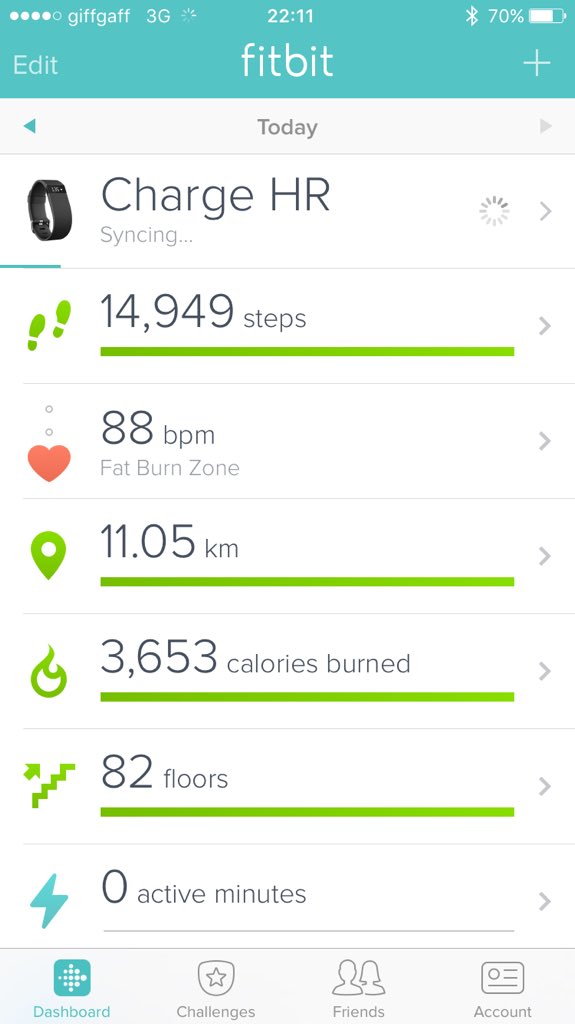 giffgaff 3G 22:11 70%
Edit fitbit
Today
Charge HR
Syncing...
14,949 steps
88 bpm
Fat Burn Zone
11.05 km
3,653 calories burned
82 floors
0 active minutes
Dashboard Challenges Friends Account